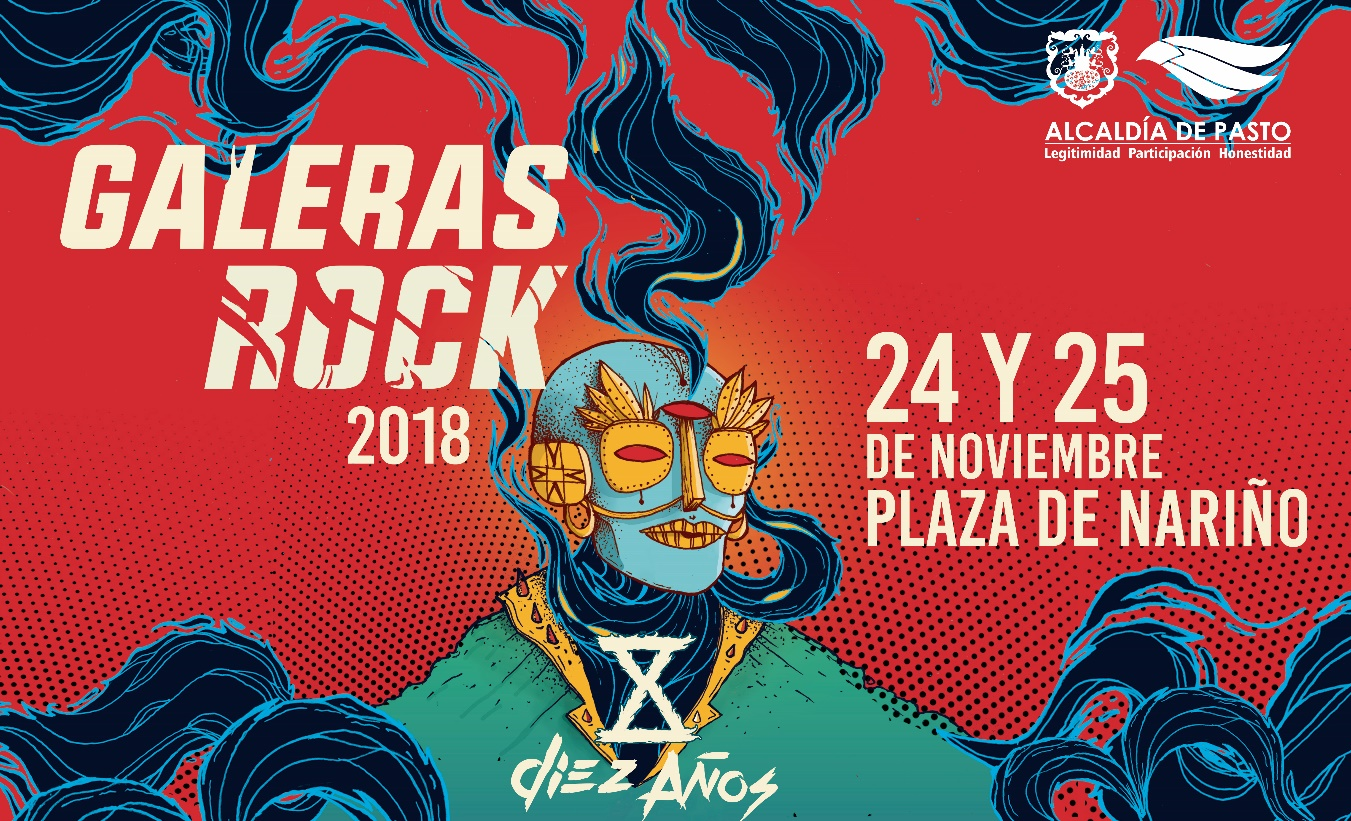 ALCALDÍA DE PASTO
Legitimidad Participación Honestidad
GALERAS
ROCK
2018
24 Y 25
DE NOVIEMBRE
PLAZA DE NARIÑO
X
diez AÑOS